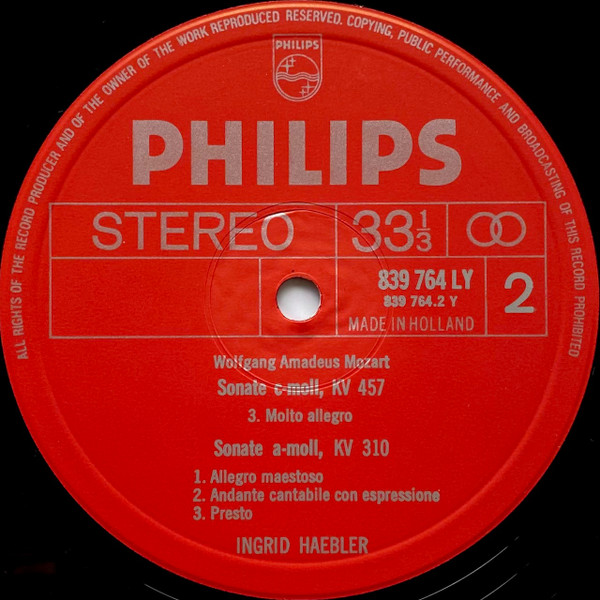 ALL RIGHTS OF THE RECORD PRODUCER AND OF THE OWNER OF THE WORK REPRODUCED RESERVED. COPYING, PUBLIC PERFORMANCE AND BROADCASTING OF THIS RECORD PROHIBITED
PHILIPS
PHILIPS
STEREO 33 1/3
839 764 LY
839 764.2 Y
2
MADE IN HOLLAND
Wolfgang Amadeus Mozart
Sonate c-moll, KV 457
3. Molto allegro
Sonate a-moll, KV 310
1. Allegro maestoso
2. Andante cantabile con espressione
3. Presto
INGRID HAEBLER